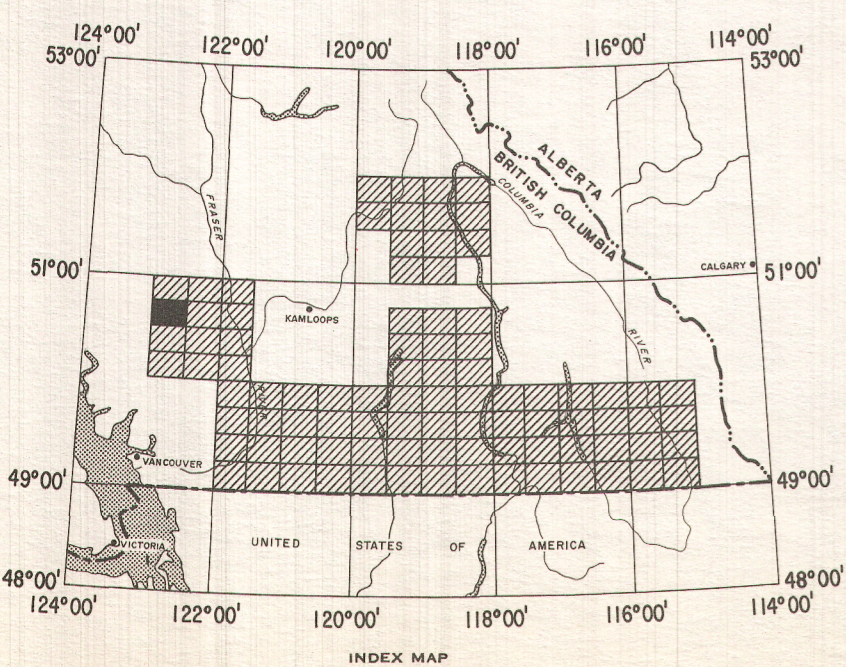 124°00' 122°00' 120°00' 118°00' 116°00' 114°00'
53°00' 53°00'
ALBERTA
BRITISH COLUMBIA
COLUMBIA
FRASER
51°00' 51°00'
CALGARY
KAMLOOPS
RIVER
RIVER
VANCOUVER
49°00' 49°00'
VICTORIA
UNITED STATES OF AMERICA
48°00' 48°00'
124°00' 122°00' 120°00' 118°00' 116°00' 114°00'
INDEX MAP